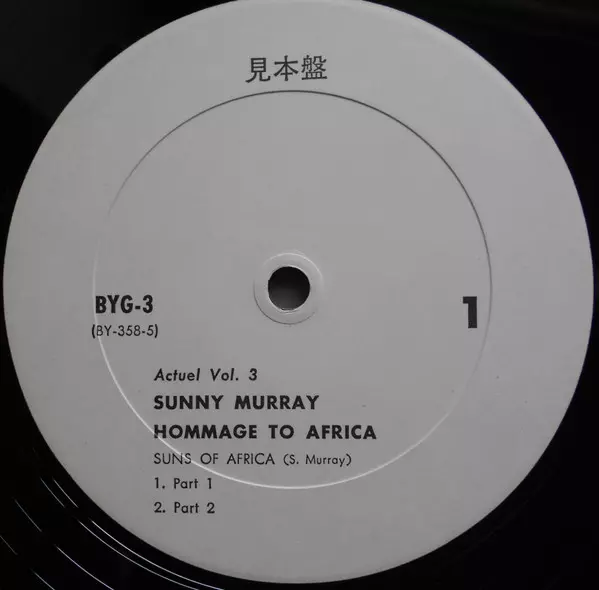 見本盤
BYG-3
1
(BY-358-5)
Actuel Vol. 3
SUNNY MURRAY
HOMMAGE TO AFRICA
SUNS OF AFRICA (S. Murray)
1. Part 1
2. Part 2